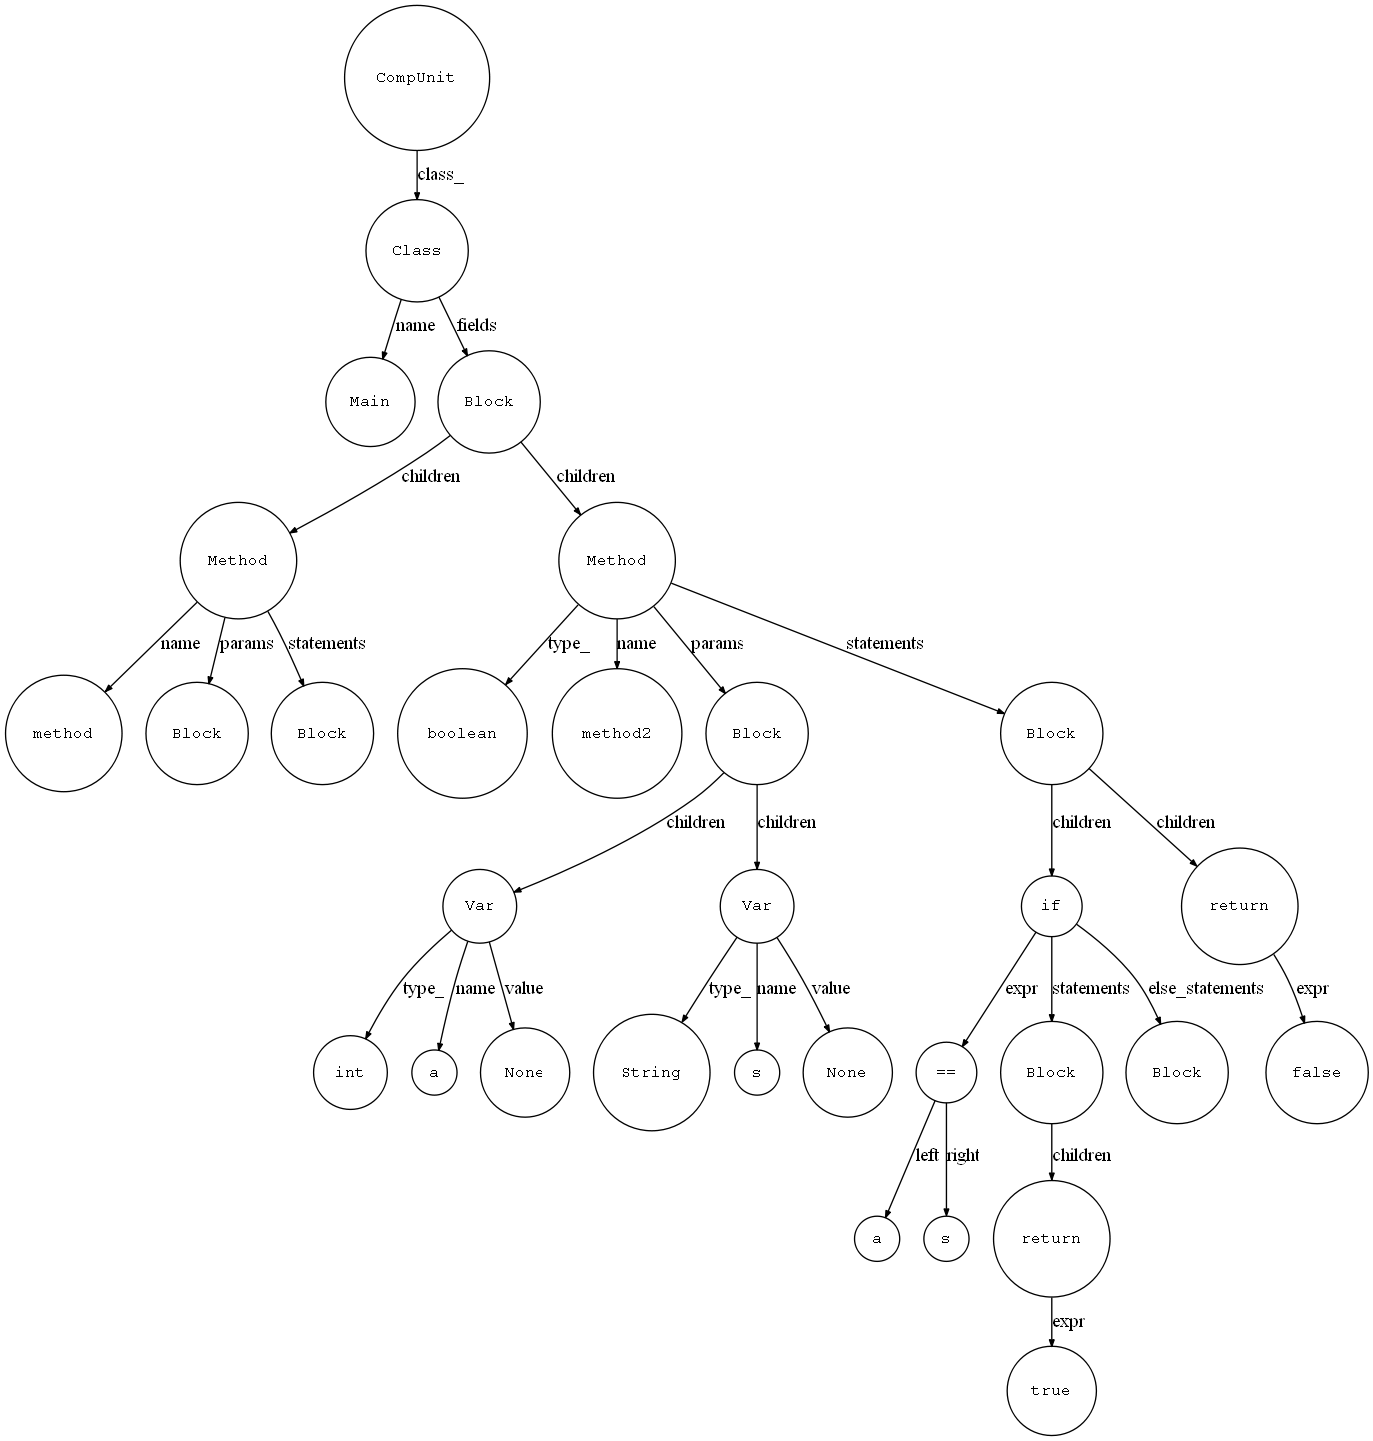 CompUnit
class_
Class
name fields
Main Block
children children
Method Method
name params statements type_ name params statements
method Block Block boolean method2 Block Block
children children children children
Var Var if return
type_ name value type_ name value expr statements else_statements expr
int a None String s None == Block Block false
left right children
a s return
expr
true